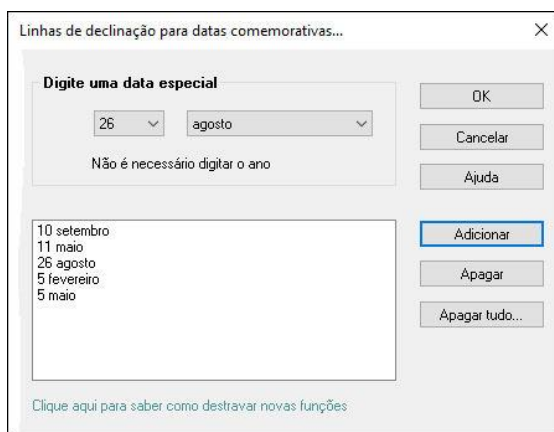 Linhas de declinação para datas comemorativas...
Digite uma data especial
26 agosto
Não é necessário digitar o ano
OK
Cancelar
Ajuda
10 setembro
11 maio
26 agosto
5 fevereiro
5 maio
Adicionar
Apagar
Apagar tudo...
Clique aqui para saber como destravar novas funções